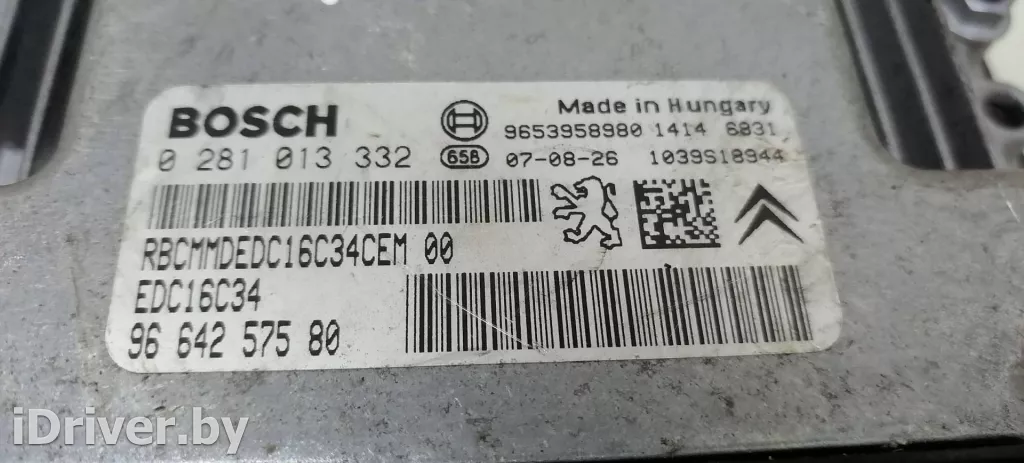 BOSCH
Made in Hungary
9653958980 1414 6831
0 281 013 332 658 07-08-26 1039S18944
RBCMMDEDC16C34CEM 00
EDC16C34
96 642 575 80
iDriver.by